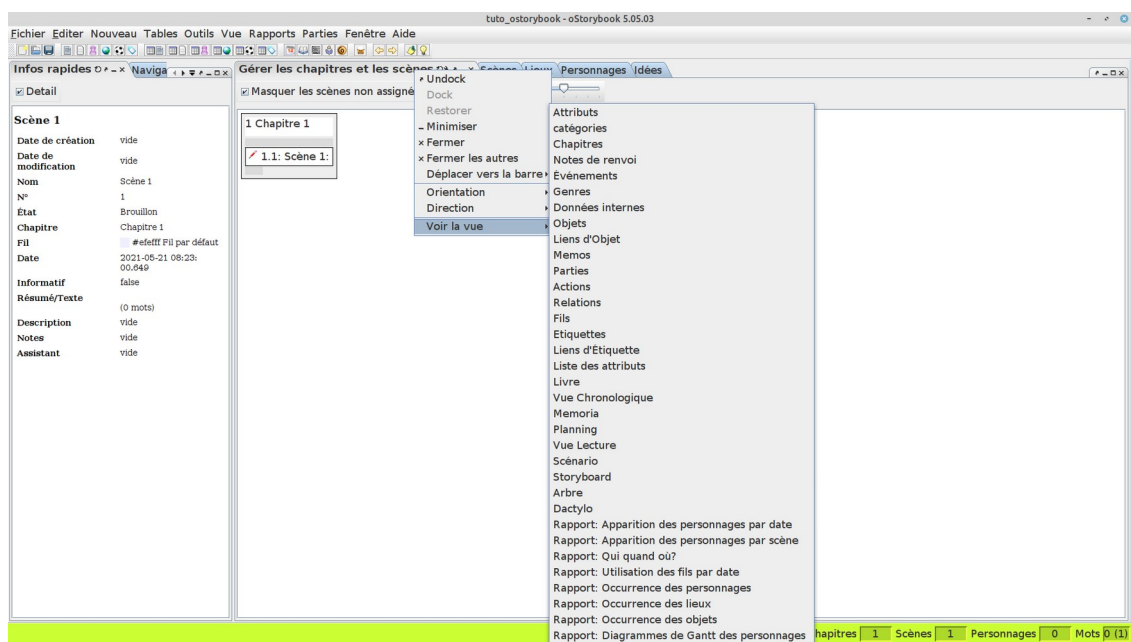 tuto_ostorybook - oStorybook 5.05.03
Fichier Editer Nouveau Tables Outils Vue Rapports Parties Fenêtre Aide
Infos rapides
Naviga
Gérer les chapitres et les scènes
Scènes
Lieux
Personnages
Idées
Detail
Masquer les scènes non assigné
Scène 1
Date de création vide
Date de modification vide
Nom Scène 1
N° 1
État Brouillon
Chapitre Chapitre 1
Fil #efefff Fil par défaut
Date 2021-05-21 08:23:00.649
Informatif false
Résumé/Texte
(0 mots)
Description vide
Notes vide
Assistant vide
1 Chapitre 1
1.1: Scène 1:
Undock
Dock
Restorer
Minimiser
Fermer
Fermer les autres
Déplacer vers la barre
Orientation
Direction
Voir la vue
Attributs
catégories
Chapitres
Notes de renvoi
Événements
Genres
Données internes
Objets
Liens d'Objet
Memos
Parties
Actions
Relations
Fils
Etiquettes
Liens d'Étiquette
Liste des attributs
Livre
Vue Chronologique
Memoria
Planning
Vue Lecture
Scénario
Storyboard
Arbre
Dactylo
Rapport: Apparition des personnages par date
Rapport: Apparition des personnages par scène
Rapport: Qui quand où?
Rapport: Utilisation des fils par date
Rapport: Occurrence des personnages
Rapport: Occurrence des lieux
Rapport: Occurrence des objets
Rapport: Diagrammes de Gantt des personnages
hapitres 1 Scènes 1 Personnages 0 Mots 0 (1)